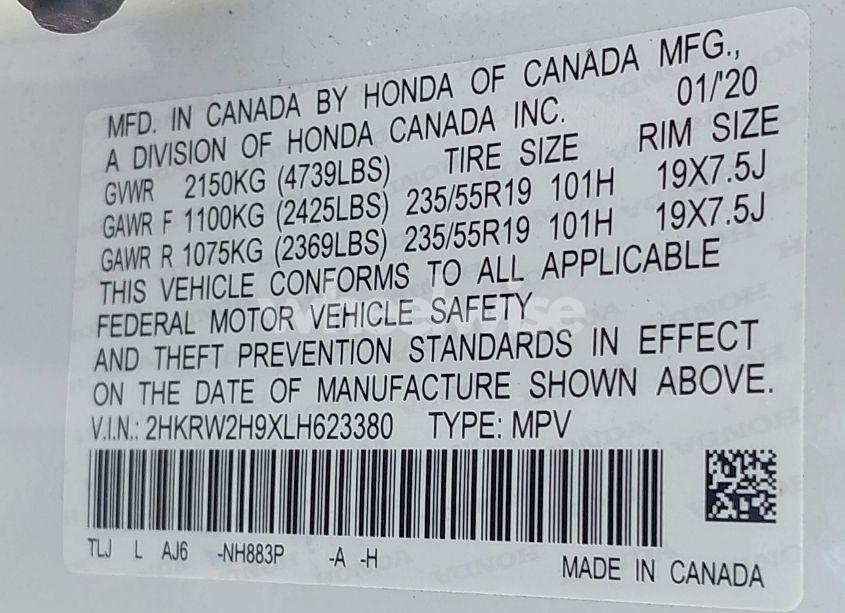 MFD. IN CANADA BY HONDA OF CANADA MFG.,
A DIVISION OF HONDA CANADA INC. 01/'20
GVWR 2150KG (4739LBS) TIRE SIZE RIM SIZE
GAWR F 1100KG (2425LBS) 235/55R19 101H 19X7.5J
GAWR R 1075KG (2369LBS) 235/55R19 101H 19X7.5J
THIS VEHICLE CONFORMS TO ALL APPLICABLE
FEDERAL MOTOR VEHICLE SAFETY
AND THEFT PREVENTION STANDARDS IN EFFECT
ON THE DATE OF MANUFACTURE SHOWN ABOVE.
V.I.N.: 2HKRW2H9XLH623380 TYPE: MPV
TLJ L AJ6 -NH883P -A -H
MADE IN CANADA